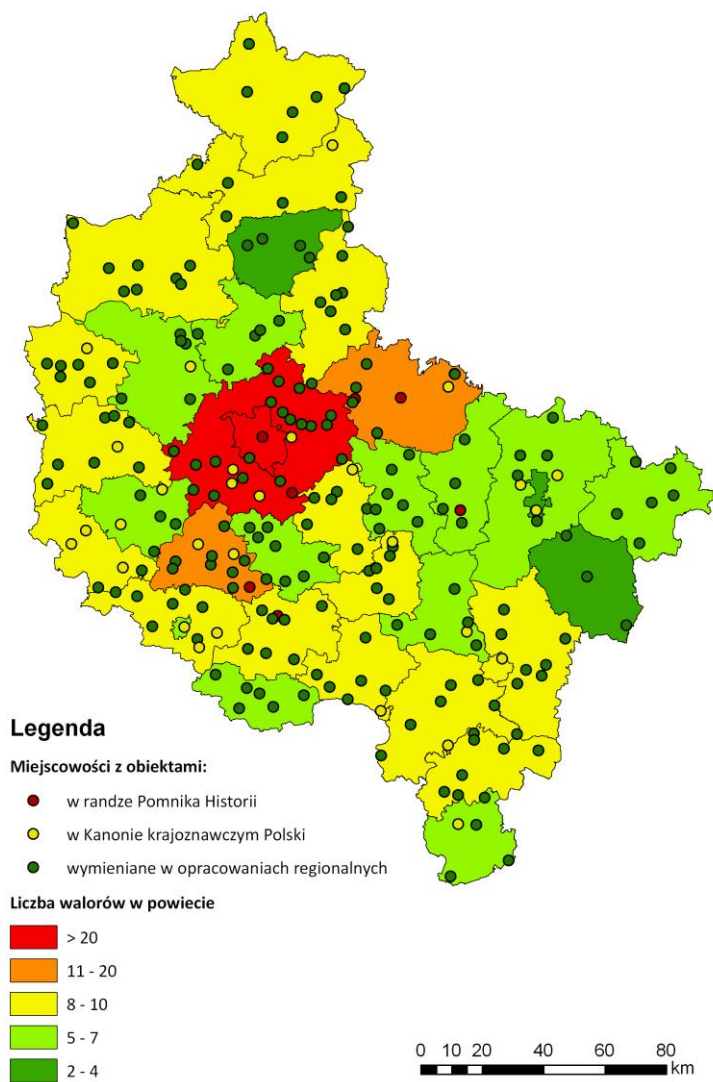 Legenda
Miejscowości z obiektami:
w randze Pomnika Historii
w Kanonie krajoznawczym Polski
wymieniane w opracowaniach regionalnych
Liczba walorów w powiecie
> 20
11 - 20
8 - 10
5 - 7
2 - 4
0 10 20 40 60 80
km